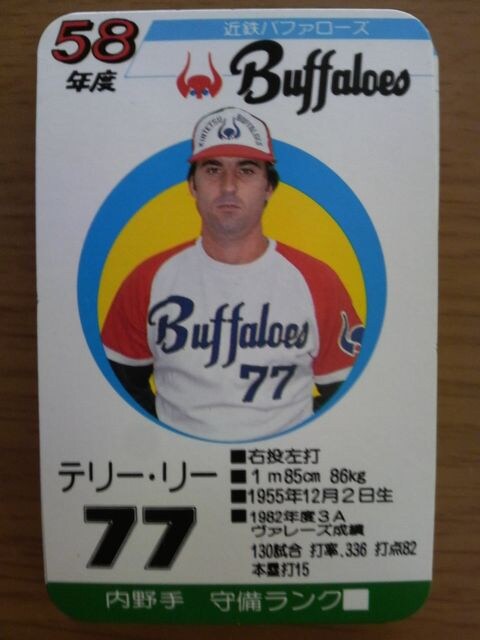 58
年度
近鉄バファローズ
Buffaloes
KINTETSU BUFFALOES
Buffaloes
77
テリー・リー
77
■右投左打
■1m85cm 86kg
■1955年12月2日生
■1982年度3A
ヴァレーズ成績
130試合 打率.336 打点82
本塁打15
内野手 守備ランク